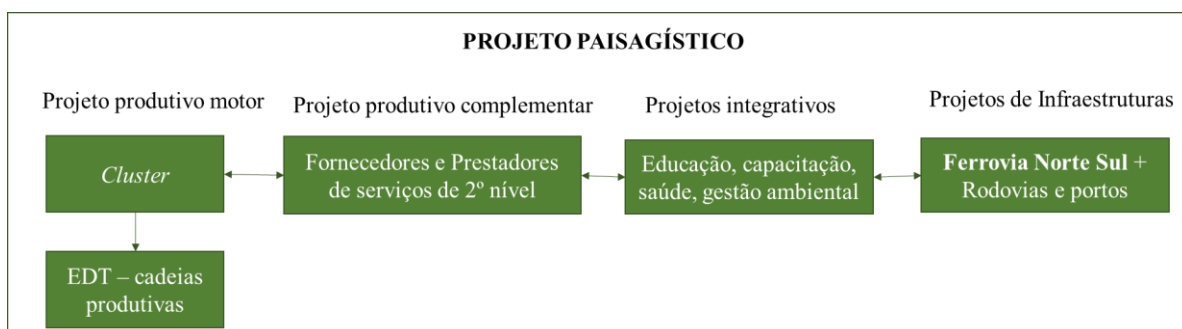 PROJETO PAISAGÍSTICO
Projeto produtivo motor
Projeto produtivo complementar
Projetos integrativos
Projetos de Infraestruturas
Cluster
Fornecedores e Prestadores
de serviços de 2º nível
Educação, capacitação,
saúde, gestão ambiental
Ferrovia Norte Sul +
Rodovias e portos
EDT – cadeias
produtivas